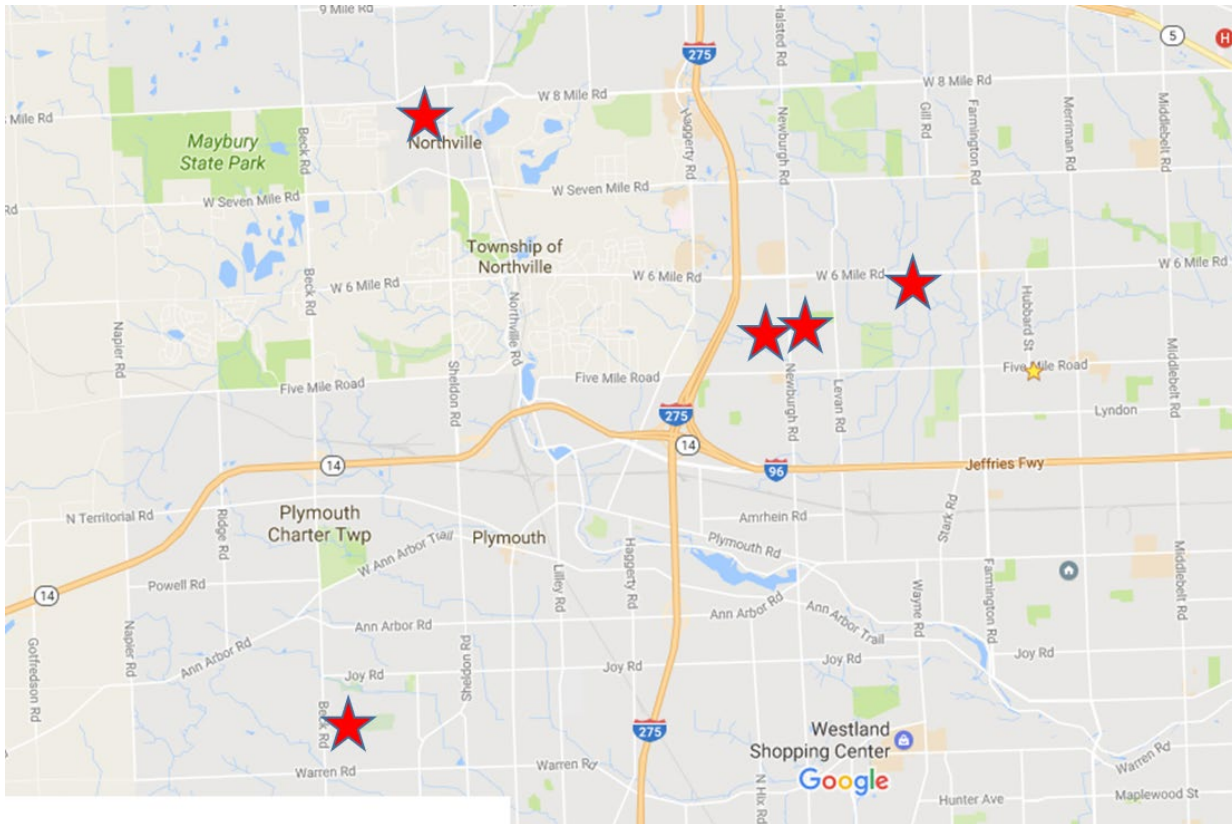 9 Mile Rd
275
Halsted Rd
5
H
W 8 Mile Rd
8 Mile Rd
Haggerty Rd
Gill Rd
Farmington Rd
Merriman Rd
Middlebelt Rd
Maybury
State Park
Beck Rd
Northville
Newburgh Rd
W Seven Mile Rd
W Seven Mile Rd
Rd
Township of
Northville
W 6 Mile Rd
W 6 Mile Rd
W 6 Mile Rd
Beck Rd
Northville Rd
Hubbard St
Napier Rd
Sheldon Rd
Five Mile Road
Five Mile Road
Five Mile Road
Newburgh Rd
Levan Rd
Middlebelt Rd
Lyndon
275
14
14
96
Jeffries Fwy
N Territorial Rd
Ridge Rd
Plymouth
Charter Twp
W Ann Arbor Trail
Plymouth
Amrhein Rd
Stark Rd
Plymouth Rd
Haggerty Rd
Lilley Rd
Powell Rd
14
Farmington Rd
Middlebelt Rd
Wayne Rd
Ann Arbor Rd
Ann Arbor Rd
Ann Arbor Trail
Gotfredson Rd
Napier Rd
Ann Arbor Rd
Sheldon Rd
Joy Rd
Joy Rd
Joy Rd
Joy Rd
Beck Rd
275
Westland
Shopping Center
Warren Rd
Warren Rd
N Hix Rd
Google
Hunter Ave
Maplewood St